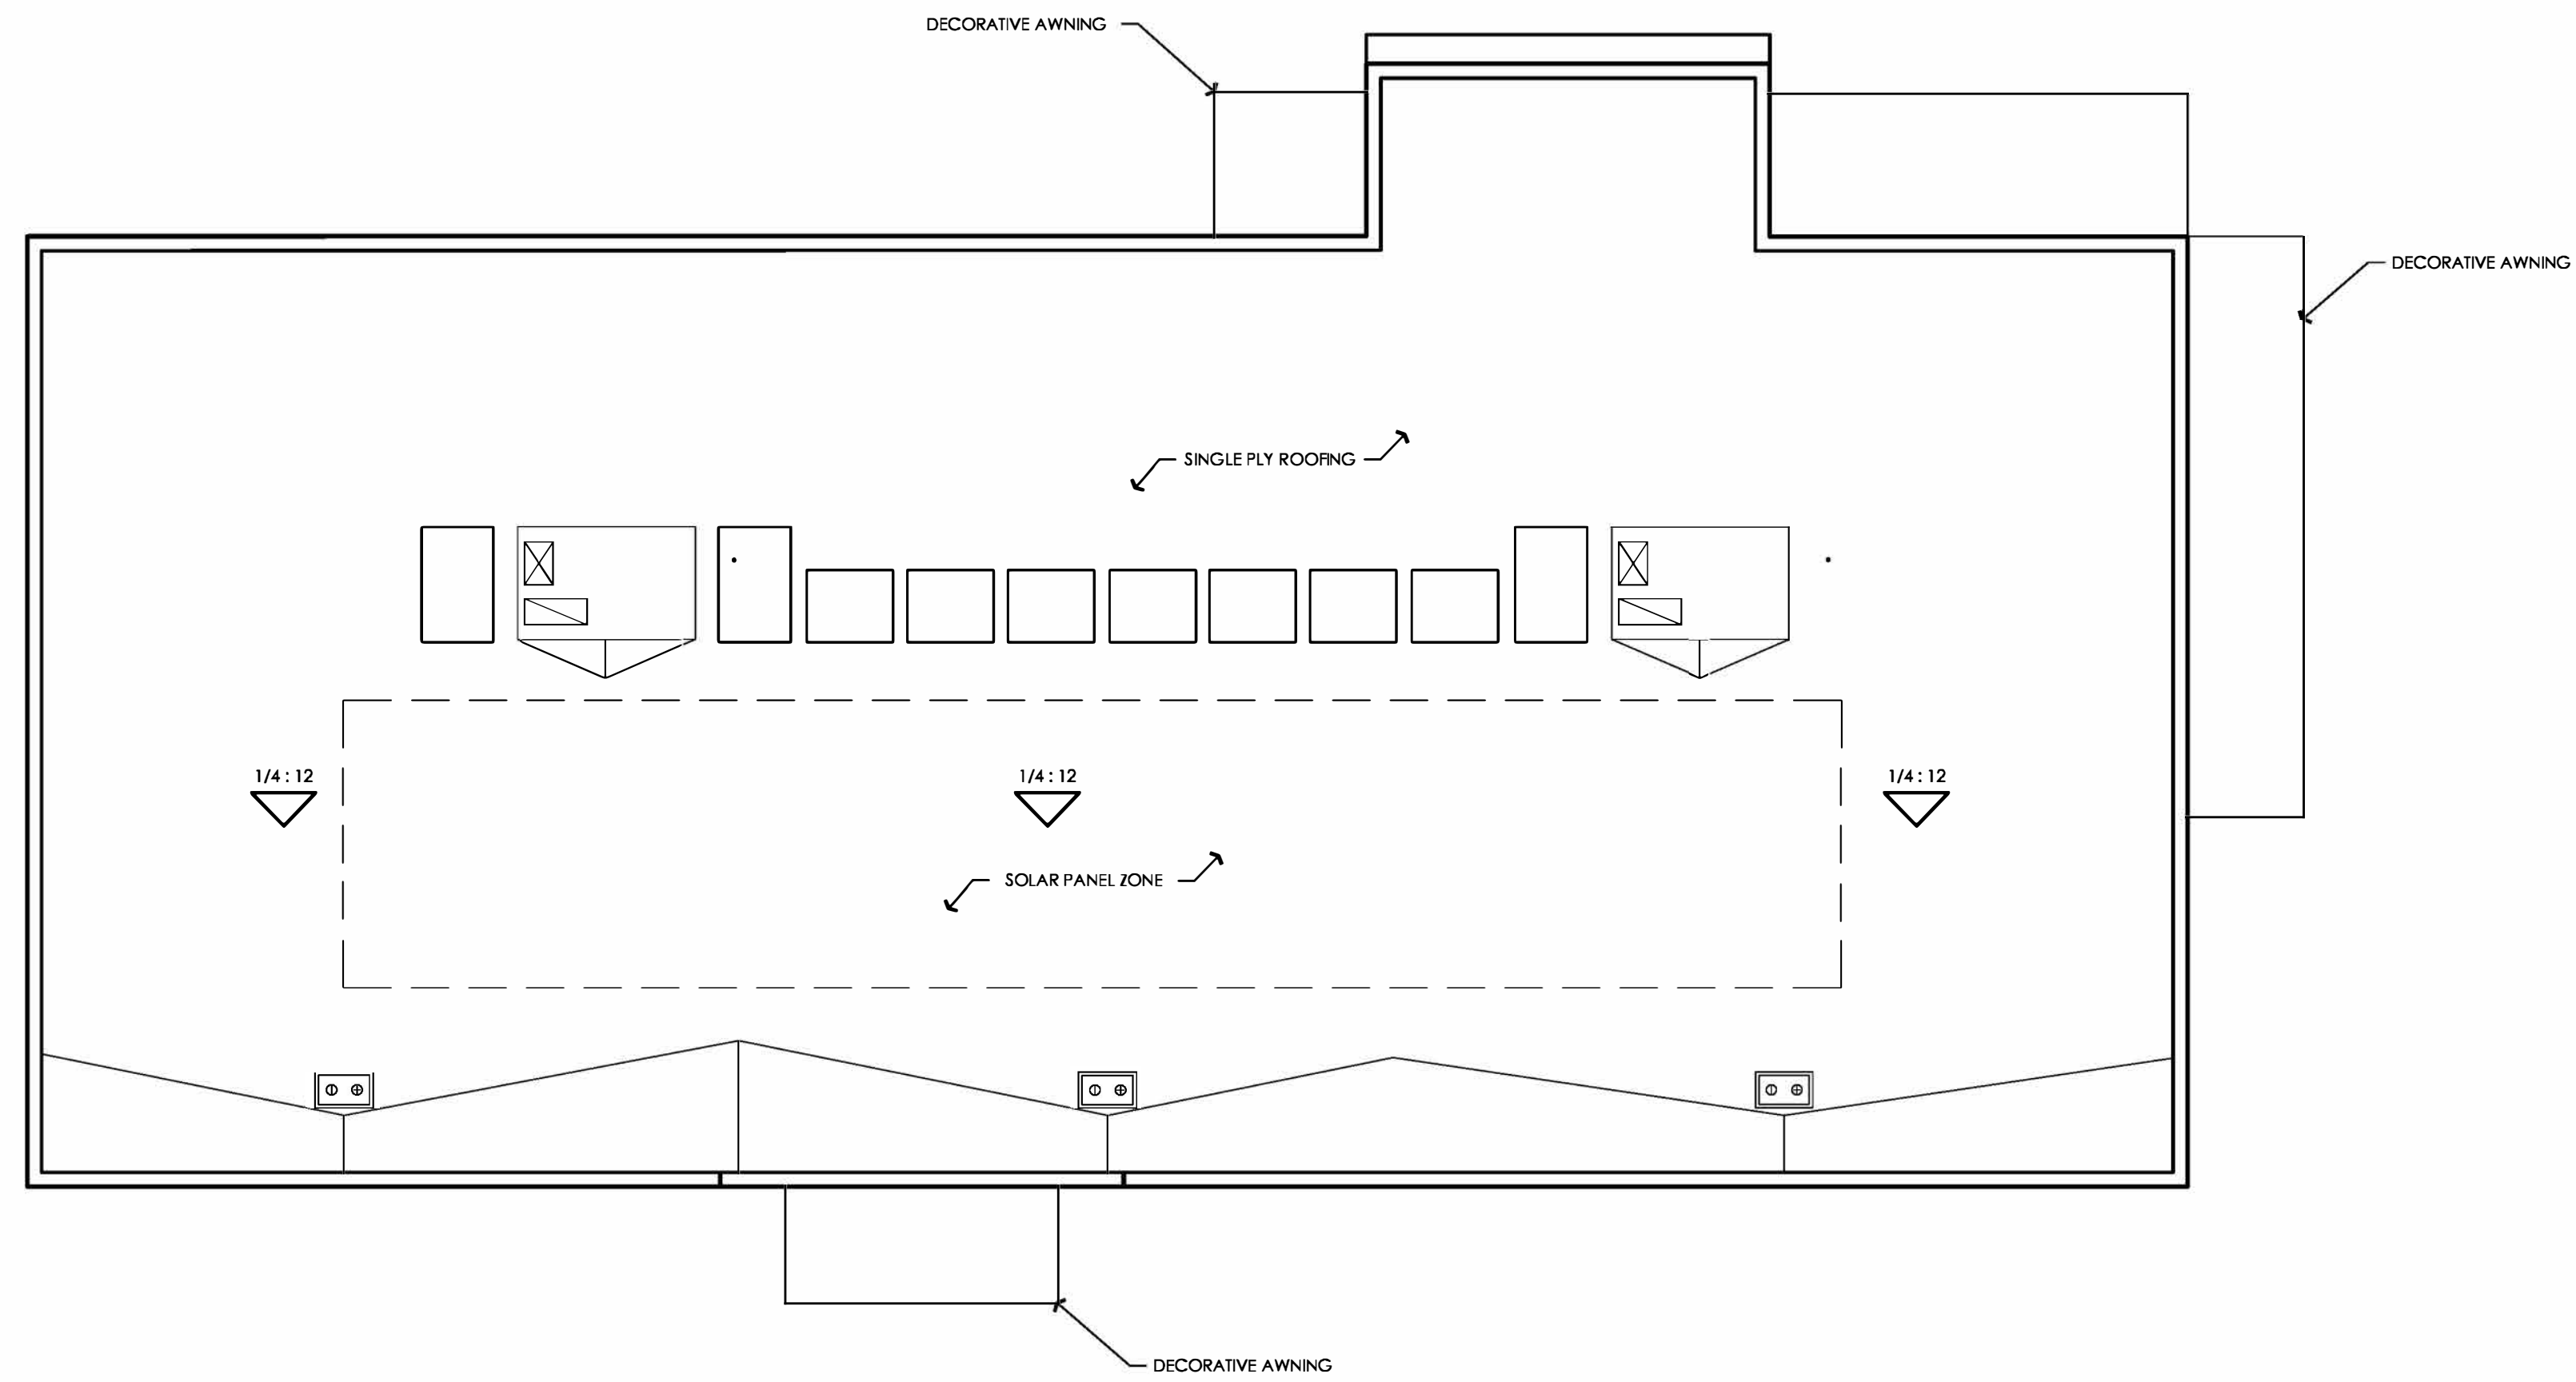 DECORATIVE AWNING
DECORATIVE AWNING
SINGLE PLY ROOFING
1/4 : 12
1/4 : 12
1/4 : 12
SOLAR PANEL ZONE
DECORATIVE AWNING